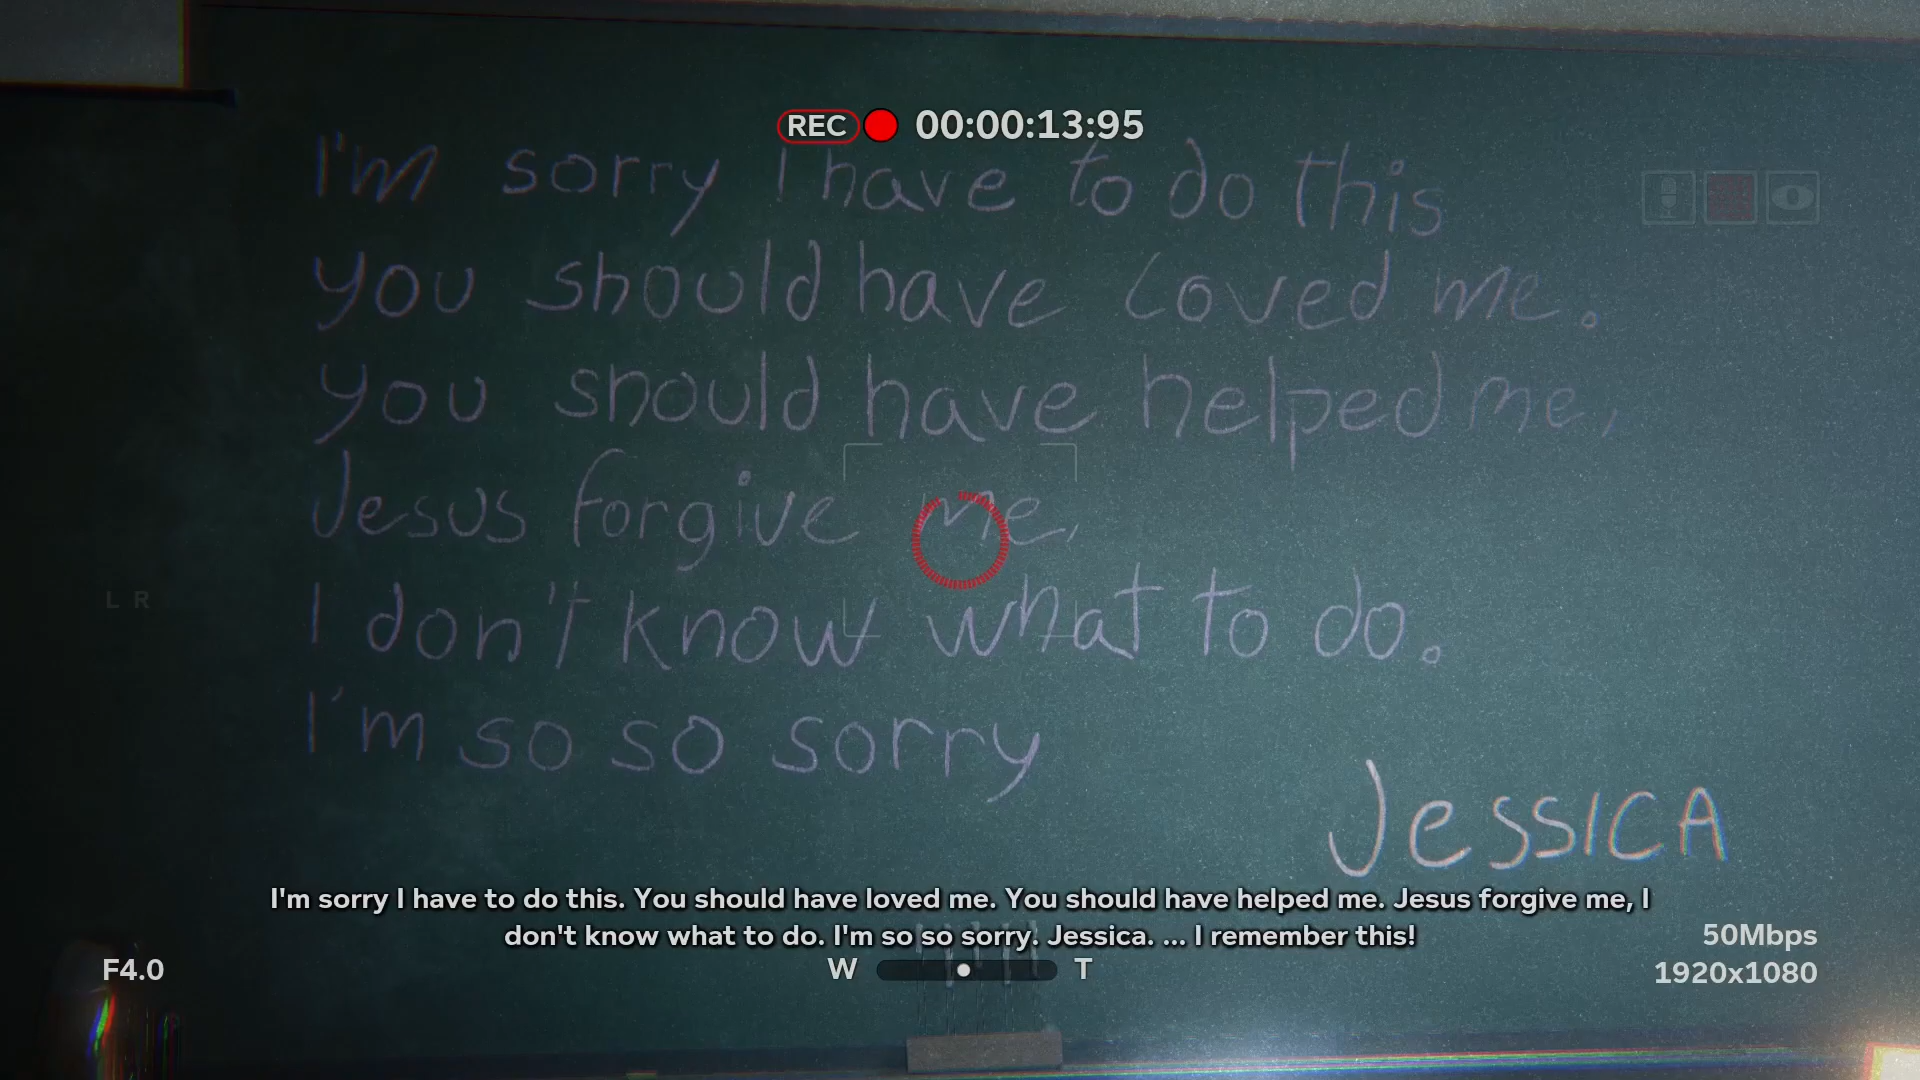 REC 00:00:13:95
I'm sorry I have to do this
you should have loved me.
you should have helped me,
Jesus forgive me,
L R
I don't know what to do.
I'm so so sorry
JessICA
I'm sorry I have to do this. You should have loved me. You should have helped me. Jesus forgive me, I
don't know what to do. I'm so so sorry. Jessica. ... I remember this!
50Mbps
F4.0
W T
1920x1080